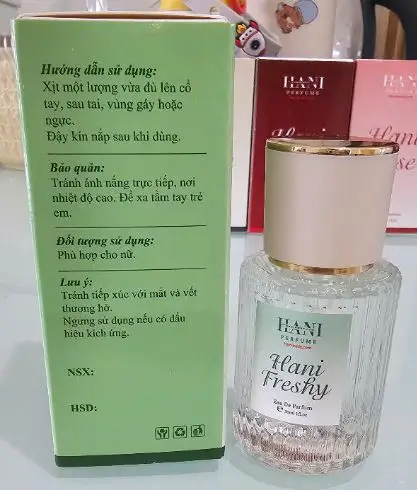 Hướng dẫn sử dụng:
Xịt một lượng vừa đủ lên cổ
tay, sau tai, vùng gáy hoặc
ngực.
Đậy kín nắp sau khi dùng.
Bảo quản:
Tránh ánh nắng trực tiếp, nơi
nhiệt độ cao. Để xa tầm tay trẻ
em.
Đối tượng sử dụng:
Phù hợp cho nữ.
Lưu ý:
Tránh tiếp xúc với mắt và vết
thương hở.
Ngưng sử dụng nếu có dấu
hiệu kích ứng.
NSX:
HSD:
HANI
PERFUME
Hani
HANI
PERFUME
Hani
HANI
PERFUME
Hani
Freshy
Eau De Parfum